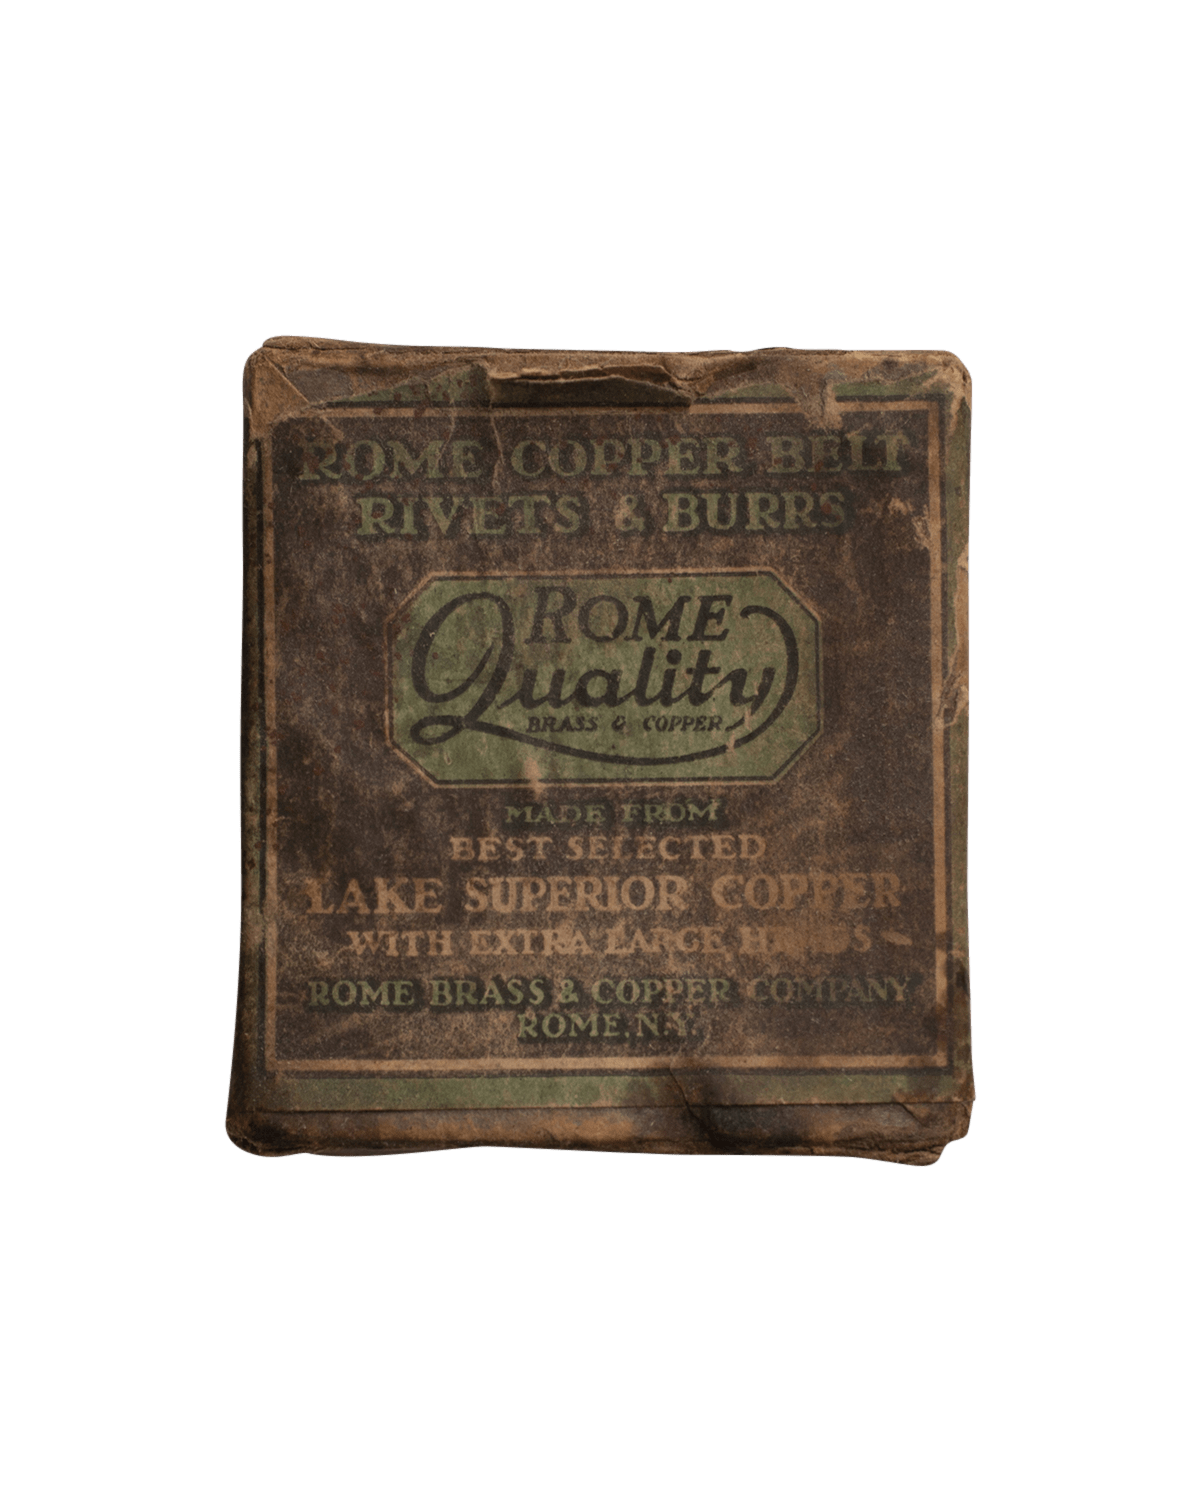 ROME COPPER BELT
RIVETS & BURRS
ROME
Quality
BRASS & COPPER
MADE FROM
BEST SELECTED
LAKE SUPERIOR COPPER
WITH EXTRA LARGE
ROME BRASS & COPPER COMPANY
ROME, N.Y.